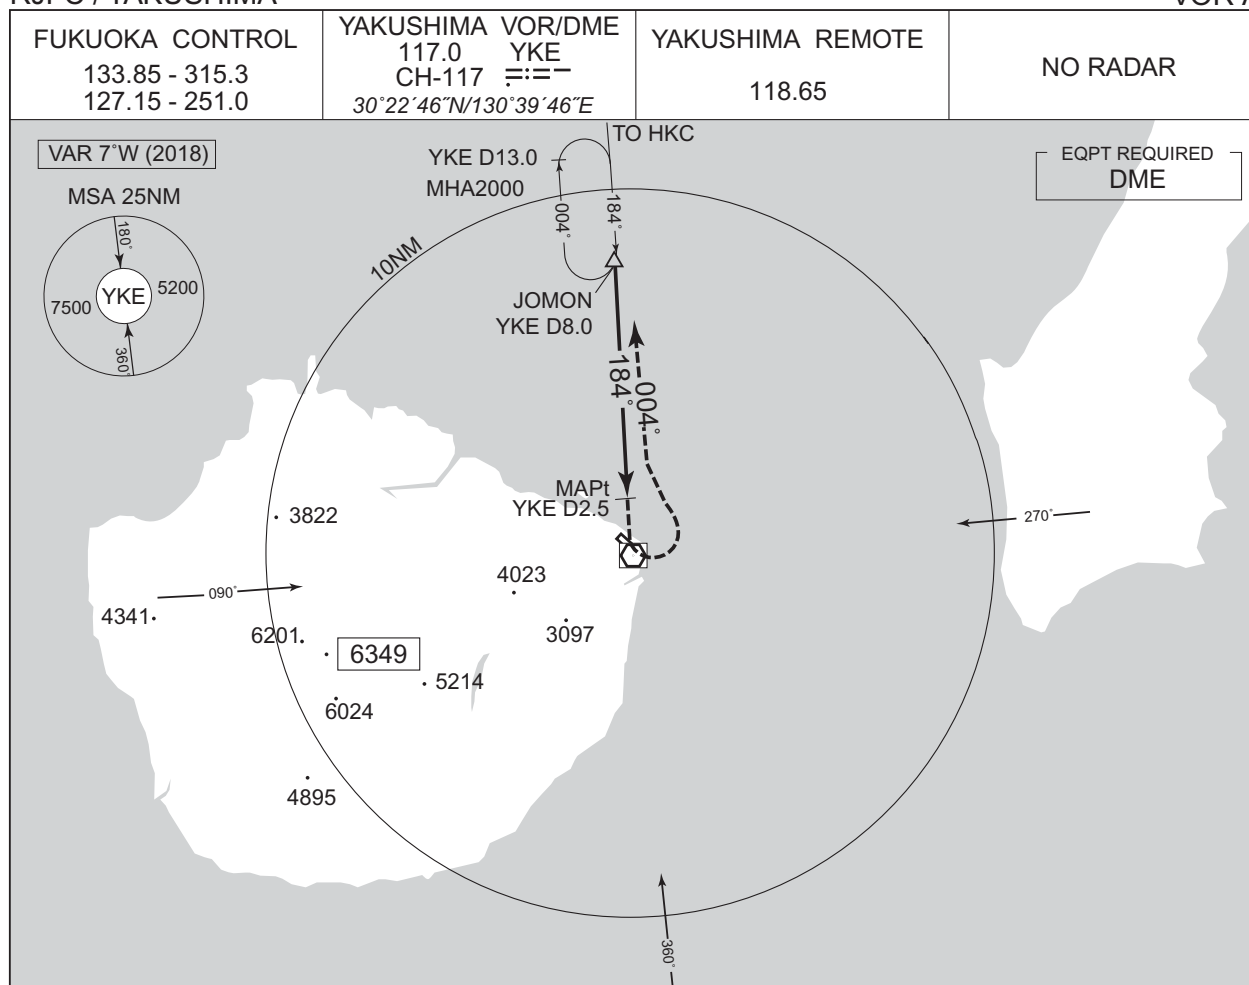 RJFC / YAKUSHIMA
FUKUOKA CONTROL
133.85 - 315.3
127.15 - 251.0
YAKUSHIMA VOR/DME
117.0 YKE
CH-117
30°22´46˝N/130°39´46˝E
YAKUSHIMA REMOTE
118.65
NO RADAR
VAR 7°W (2018)
MSA 25NM
180°
7500
YKE
5200
360°
TO HKC
YKE D13.0
MHA2000
004°
184°
10NM
JOMON
YKE D8.0
EQPT REQUIRED
DME
184°
004°
MAPt
YKE D2.5
3822
270°
4023
090°
4341
3097
6201
6349
5214
6024
4895
360°